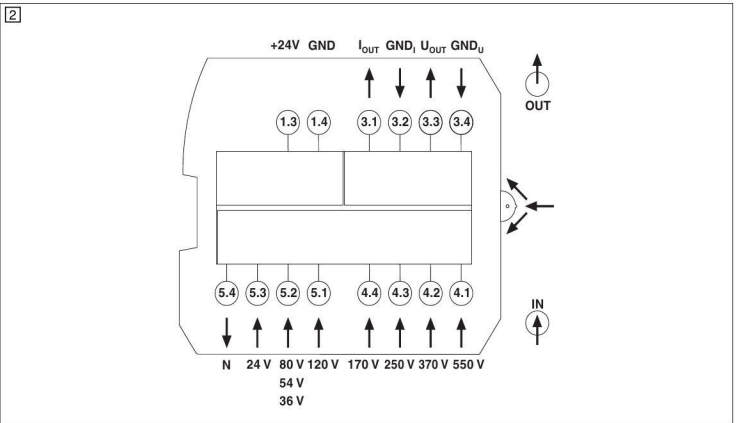 2
+24V GND I_OUT GND_I U_OUT GND_U
OUT
1.3 1.4 3.1 3.2 3.3 3.4
5.4 5.3 5.2 5.1 4.4 4.3 4.2 4.1
IN
N 24 V 80 V 120 V 170 V 250 V 370 V 550 V
54 V
36 V